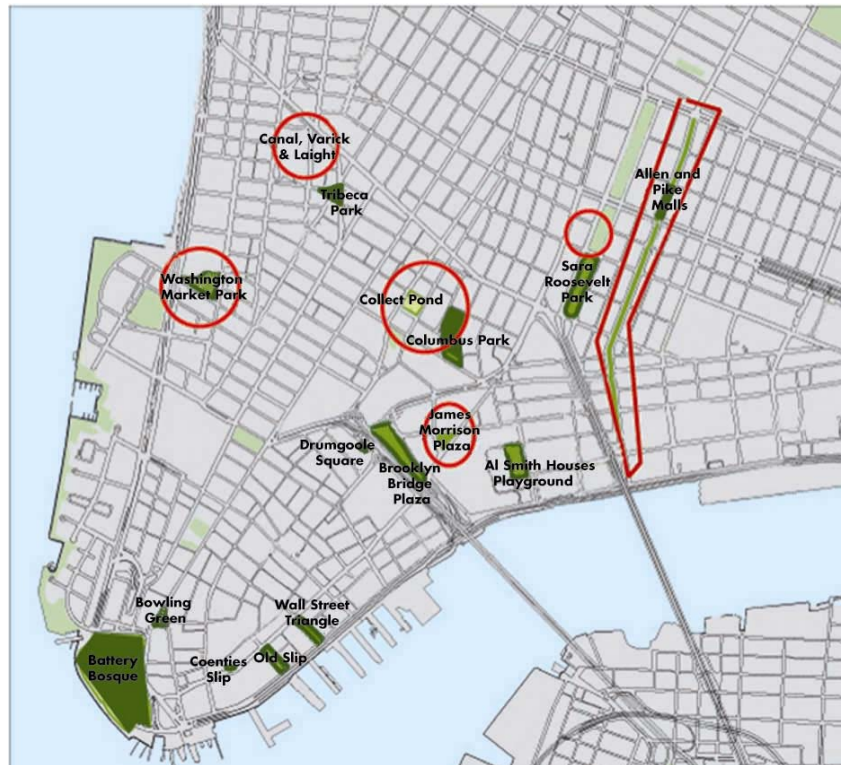 Canal, Varick
& Laight
Tribeca
Park
Allen and
Pike
Malls
Washington
Market Park
Sara
Roosevelt
Park
Collect Pond
Columbus Park
James
Morrison
Plaza
Drumgoole
Square
Brooklyn
Bridge
Plaza
Al Smith Houses
Playground
Bowling
Green
Wall Street
Triangle
Battery
Bosque
Coenties
Slip
Old Slip